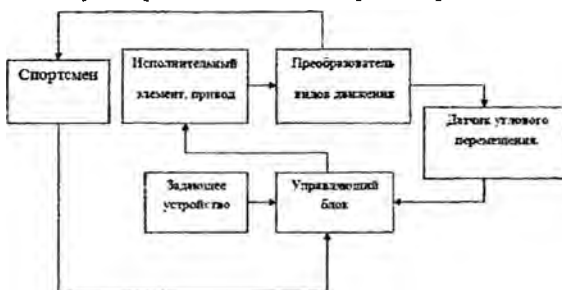 Спортсмен
Исполнительный
элемент, привод
Преобразователь
видов движения
Датчик углового
перемещения.
Задающее
устройство
Управляющий
блок